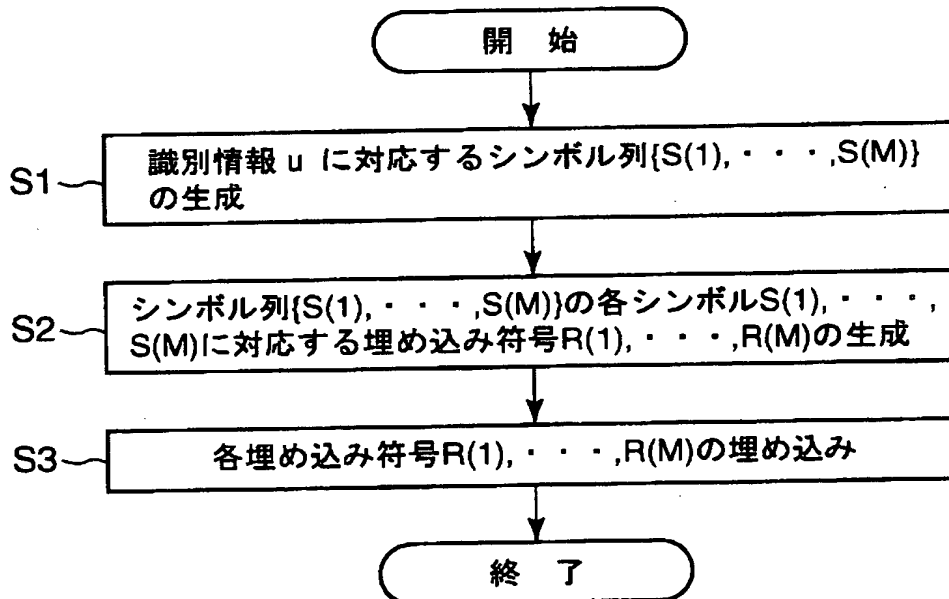 開 始
S1
識別情報 u に対応するシンボル列{S(1),・・・,S(M)}
の生成
S2
シンボル列{S(1),・・・,S(M)}の各シンボルS(1),・・・,
S(M)に対応する埋め込み符号R(1),・・・,R(M)の生成
S3
各埋め込み符号R(1),・・・,R(M)の埋め込み
終 了